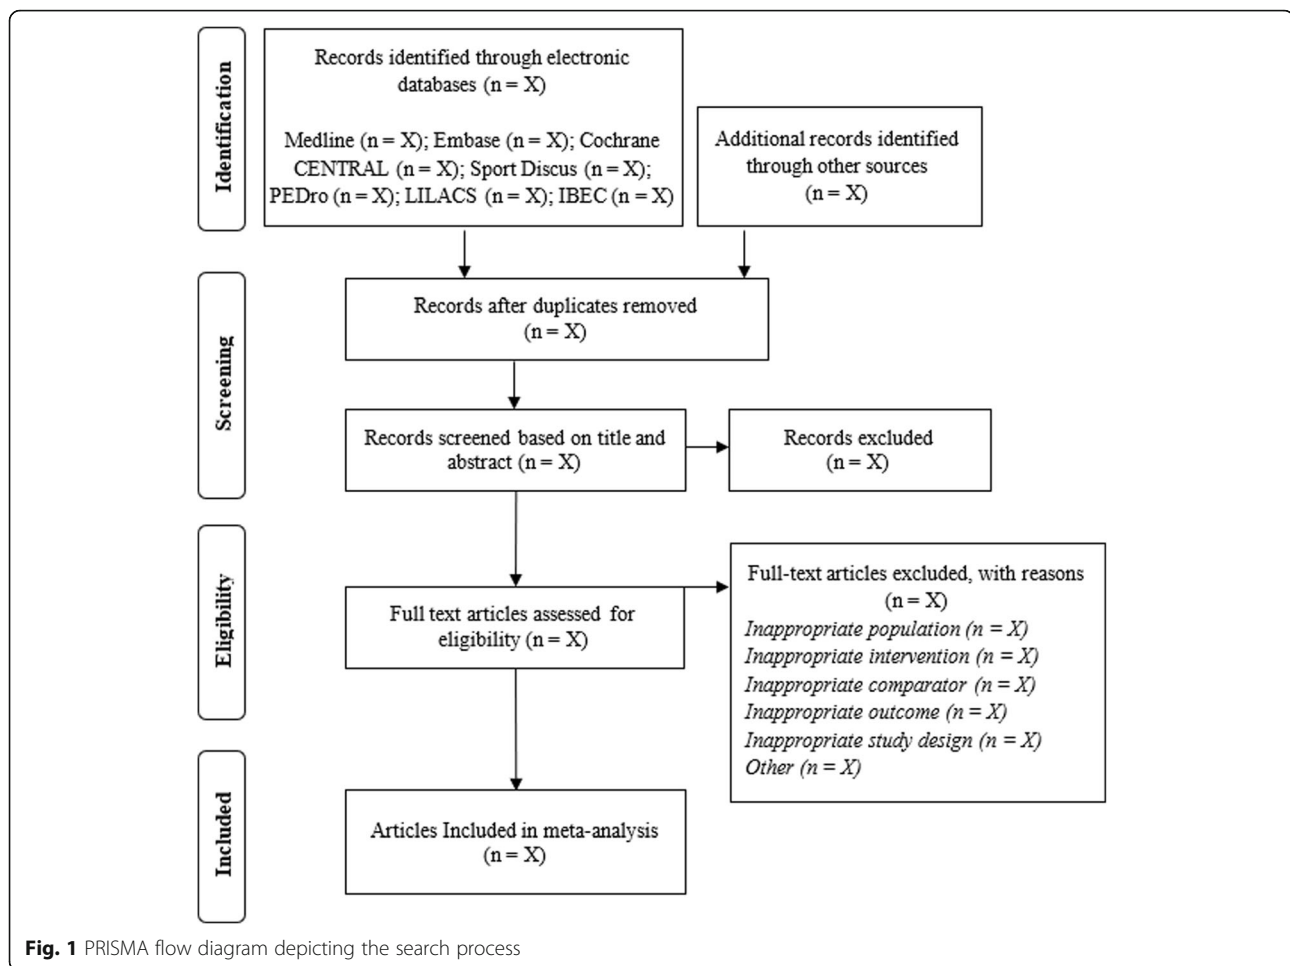 Identification
Records identified through electronic
databases (n = X)
Medline (n = X); Embase (n = X); Cochrane
CENTRAL (n = X); Sport Discus (n = X);
PEDro (n = X); LILACS (n = X); IBEC (n = X)
Additional records identified
through other sources
(n = X)
Screening
Records after duplicates removed
(n = X)
Records screened based on title and
abstract (n = X)
Records excluded
(n = X)
Eligibility
Full text articles assessed for
eligibility (n = X)
Full-text articles excluded, with reasons
(n = X)
Inappropriate population (n = X)
Inappropriate intervention (n = X)
Inappropriate comparator (n = X)
Inappropriate outcome (n = X)
Inappropriate study design (n = X)
Other (n = X)
Included
Articles Included in meta-analysis
(n = X)
Fig. 1 PRISMA flow diagram depicting the search process